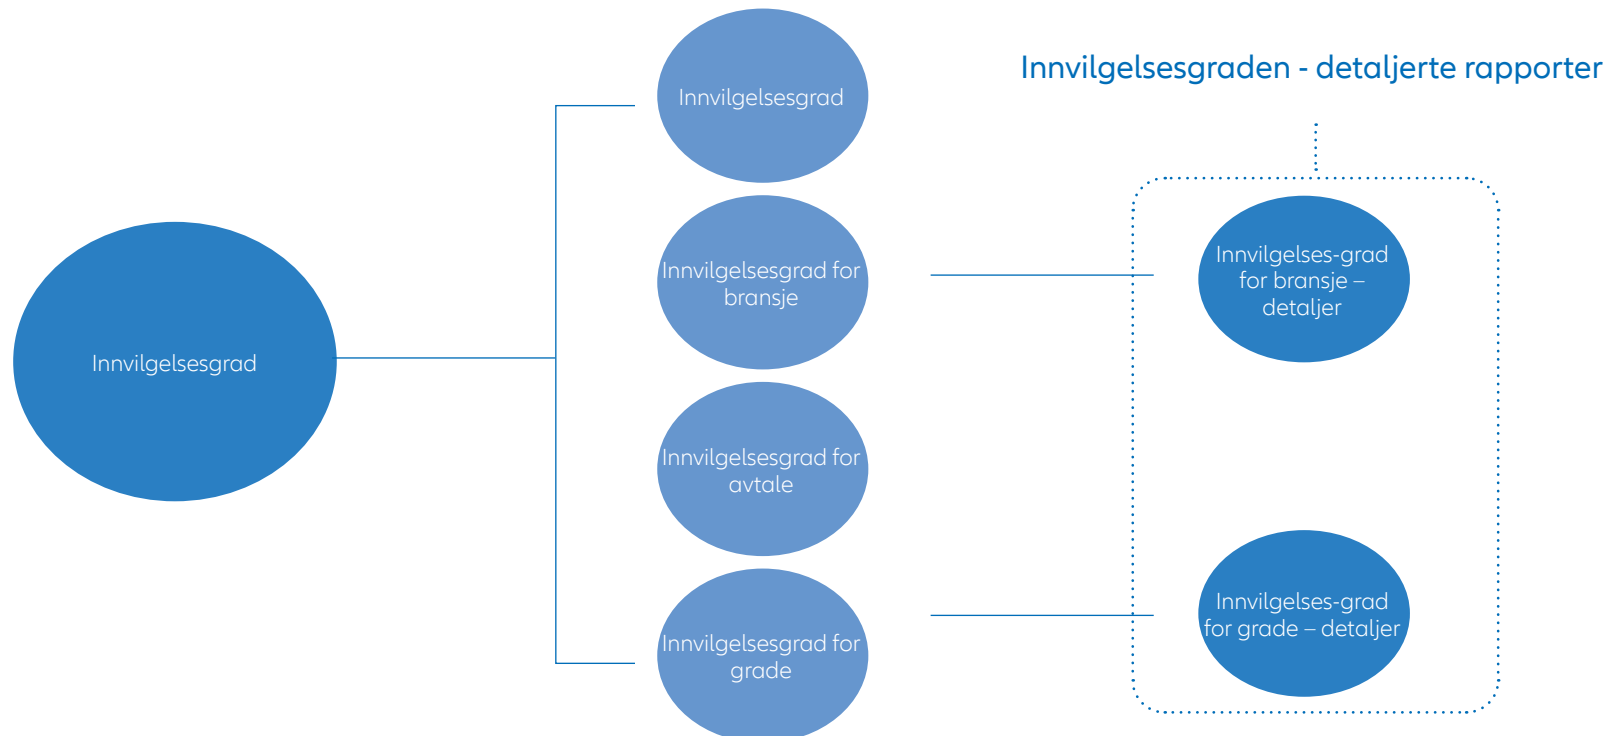 Innvilgelsesgraden - detaljerte rapporter
Innvilgelsesgrad
Innvilgelsesgrad
Innvilgelsesgrad for
bransje
Innvilgelsesgrad for
avtale
Innvilgelsesgrad for
grade
Innvilgelses-grad
for bransje –
detaljer
Innvilgelses-grad
for grade – detaljer